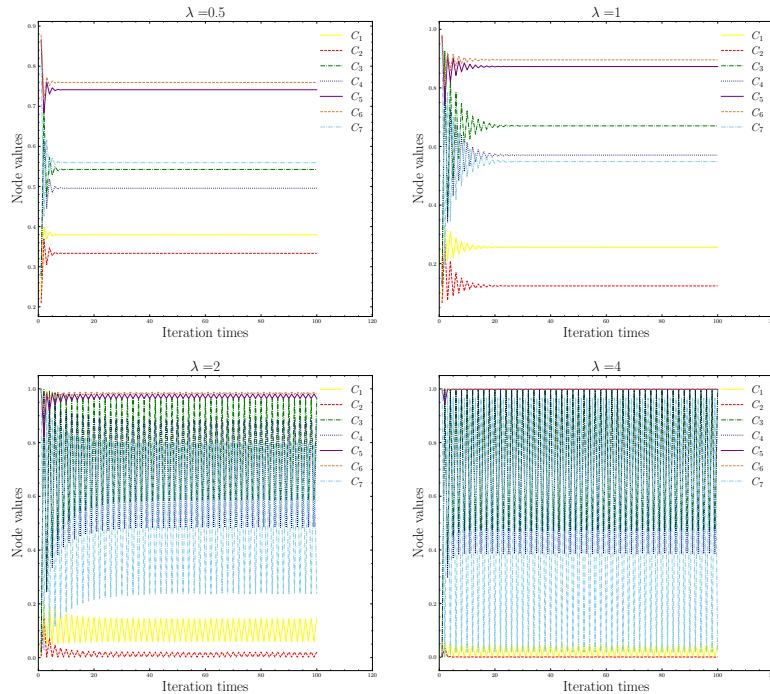 λ =0.5
Node values
0.9
0.8
0.7
0.6
0.5
0.4
0.3
0.2
0 20 40 60 80 100 120
Iteration times
C1
C2
C3
C4
C5
C6
C7
λ =1
Node values
1.0
0.8
0.6
0.4
0.2
0 20 40 60 80 100
Iteration times
C1
C2
C3
C4
C5
C6
C7
λ =2
Node values
1.0
0.8
0.6
0.4
0.2
0.0
0 20 40 60 80 100
Iteration times
C1
C2
C3
C4
C5
C6
C7
λ =4
Node values
1.0
0.8
0.6
0.4
0.2
0.0
0 20 40 60 80 100
Iteration times
C1
C2
C3
C4
C5
C6
C7